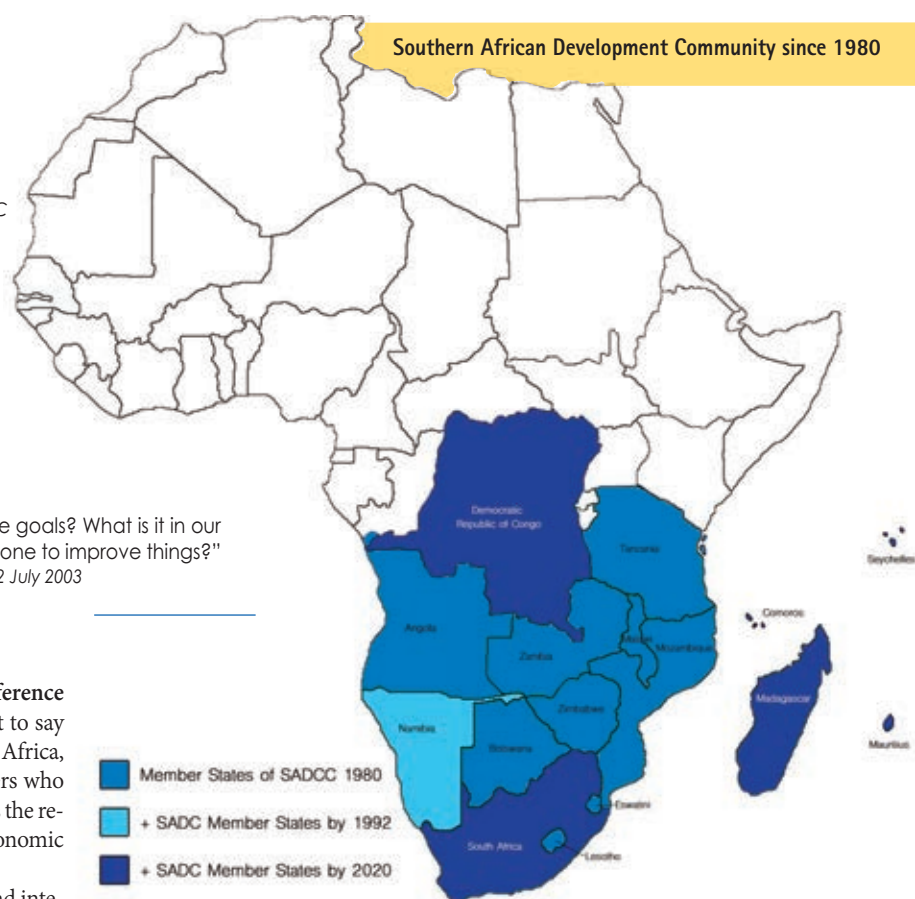 Southern African Development Community since 1980
C
e goals? What is it in our
one to improve things?"
2 July 2003
ference
t to say
Africa,
rs who
s the re-
onomic
nd inte-
Democratic
Republic of Congo
Tanzania
Seychelles
Comoros
Angola
Zambia
Malawi
Mozambique
Madagascar
Namibia
Zimbabwe
Botswana
Mauritius
Eswatini
South Africa
Lesotho
Member States of SADCC 1980
+ SADC Member States by 1992
+ SADC Member States by 2020